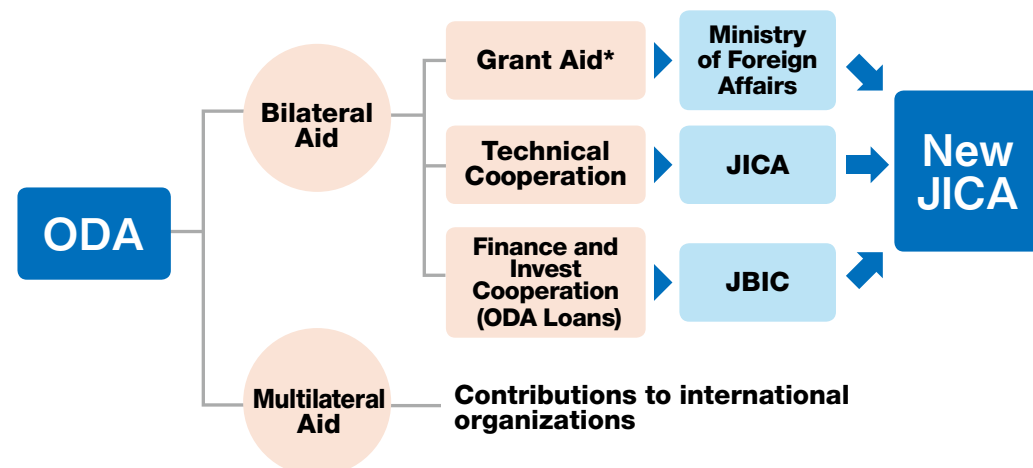 ODA
Bilateral
Aid
Grant Aid*
Ministry
of Foreign
Affairs
Technical
Cooperation
JICA
Finance and
Invest
Cooperation
(ODA Loans)
JBIC
New
JICA
Multilateral
Aid
Contributions to international
organizations